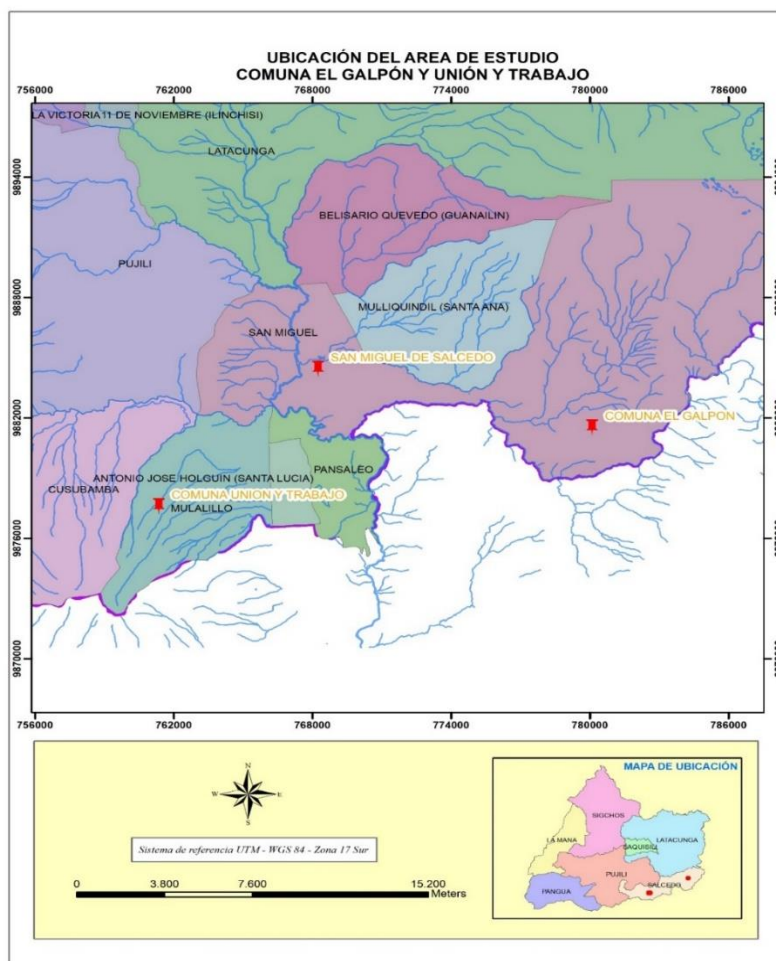 UBICACIÓN DEL AREA DE ESTUDIO
COMUNA EL GALPÓN Y UNIÓN Y TRABAJO
756000 762000 768000 774000 780000 786000
LA VICTORIA 11 DE NOVIEMBRE (ILINCHISI)
LATACUNGA
9894000
BELISARIO QUEVEDO (GUANAILIN)
PUJILI
9888000
MULLIQUINDIL (SANTA ANA)
SAN MIGUEL
SAN MIGUEL DE SALCEDO
9882000
COMUNA EL GALPON
PANSALEO
ANTONIO JOSE HOLGUIN (SANTA LUCIA)
CUSUBAMBA
COMUNA UNION Y TRABAJO
MULALILLO
9876000
9870000
756000 762000 768000 774000 780000 786000
N
W E
S
Sistema de referencia UTM - WGS 84 - Zona 17 Sur
0 3.800 7.600 15.200
Meters
MAPA DE UBICACIÓN
SIGCHOS
LA MANA
LATACUNGA
SAQUISILI
PUJILI
SALCEDO
PANGUA